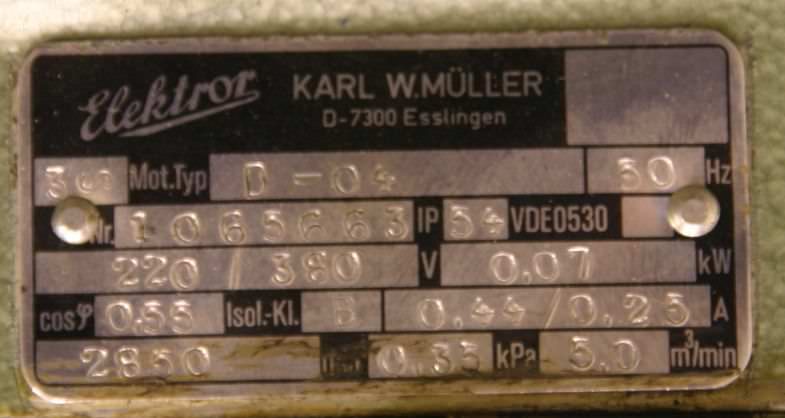 Elektror KARL W.MÜLLER
D-7300 Esslingen
3~ Mot.Typ D-04 50 Hz
Nr. 1065663 IP 54 VDE0530
220/380 V 0,07 kW
cosφ 0.55 Isol.-Kl. B 0,44/0,25 A
2850 0,35 kPa 5.0 m³/min